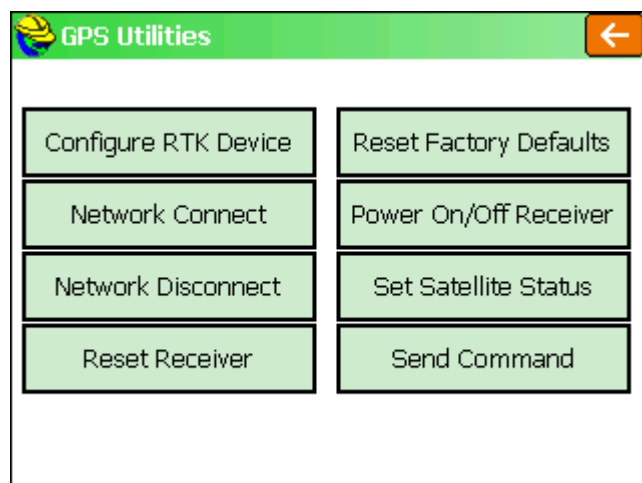 GPS Utilities
Configure RTK Device
Reset Factory Defaults
Network Connect
Power On/Off Receiver
Network Disconnect
Set Satellite Status
Reset Receiver
Send Command